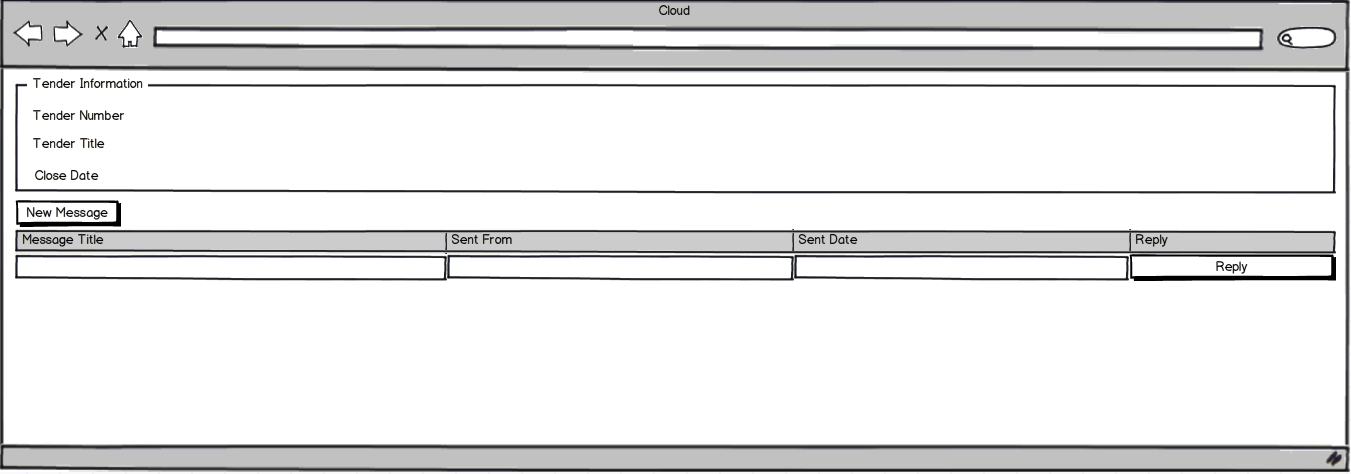 Cloud
Tender Information
Tender Number
Tender Title
Close Date
New Message
Message Title Sent From Sent Date Reply
Reply